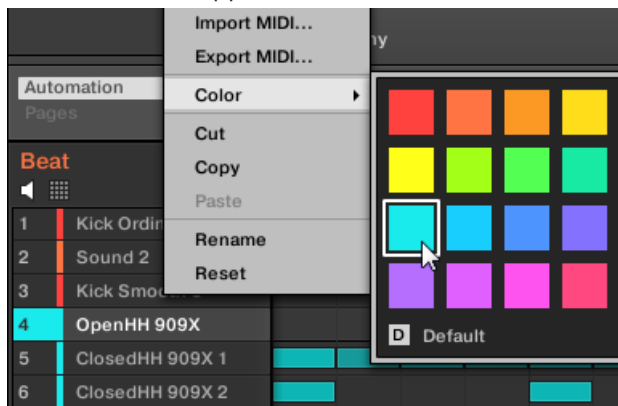 Import MIDI...
Export MIDI...
Automation
Pages
Color
Cut
Copy
Paste
Rename
Reset
Beat
1 Kick Ordin
2 Sound 2
3 Kick Smo
4 OpenHH 909X
5 ClosedHH 909X 1
6 ClosedHH 909X 2
D Default